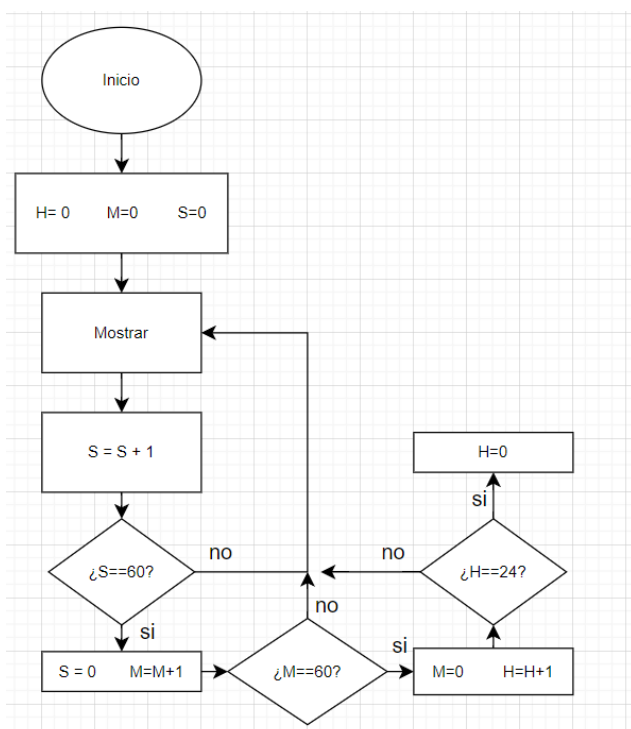 Inicio
H= 0 M=0 S=0
Mostrar
S = S + 1
H=0
si
no
no
¿S==60?
¿H==24?
no
si
si
S = 0 M=M+1
¿M==60?
M=0 H=H+1